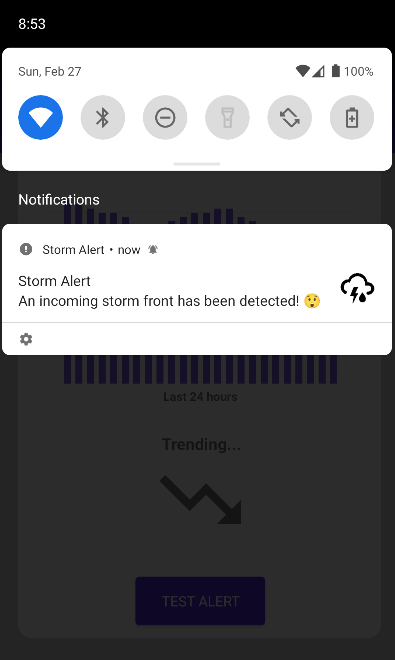 8:53
Sun, Feb 27
100%
Notifications
Storm Alert • now
Storm Alert
An incoming storm front has been detected! 😲
Last 24 hours
Trending...
TEST ALERT